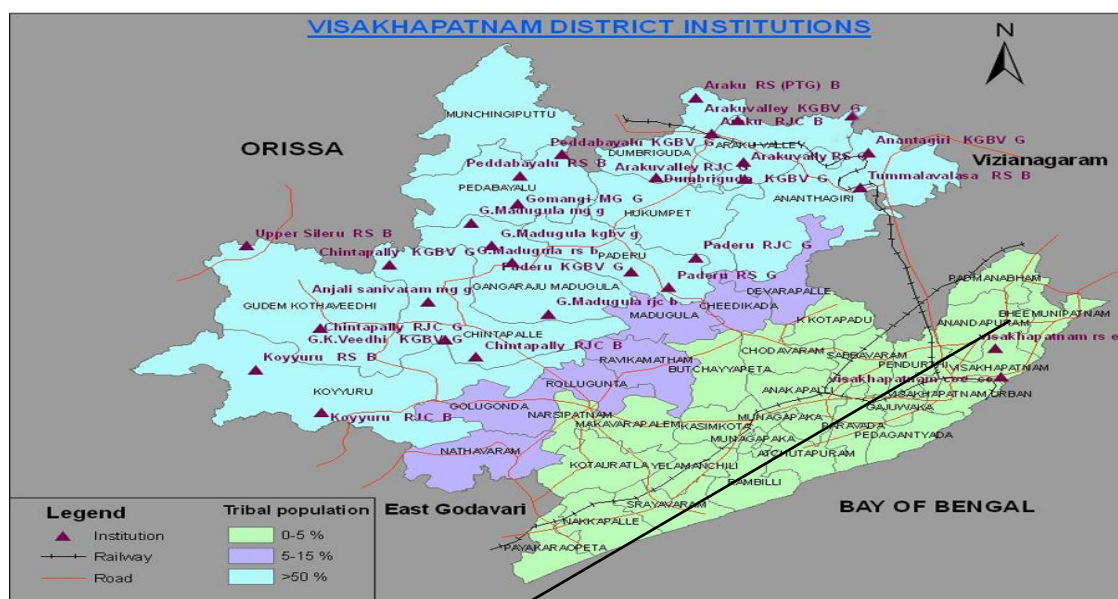 VISAKHAPATNAM DISTRICT INSTITUTIONS
N
Araku RS (PTG) B
Arakuvalley KGBV G
Araku RJC B
MUNCHINGIPUTTU
ORISSA
Peddabayalu KGBV G
DUMBRIGUDA
ARAKU VALLEY
Anantagiri KGBV G
Vizianagaram
Peddabayalu RS B
Arakuvally RS G
Arakuvalley RJC G
Dumbriguda KGBV G
Tummalavalasa RS B
PEDABAYALU
ANANTHAGIRI
Gomangi MG G
G.Madugula mg g
HUKUMPET
Upper Sileru RS B
G.Madugula kgbv g
Chintapally KGBV G
G.Madugula rs b
PADERU
Paderu RJC G
Paderu KGBV G
Paderu RS G
PADMANABHAM
GANGARAJU MADUGULA
DEVARAPALLE
Anjali sanivaram mg g
GUDEM KOTHAVEEDHI
G.Madugula rjc b
CHEEDIKADA
MADUGULA
BHEEMUNIPATNAM
K KOTAPADU
ANANDAPURAM
Chintapally RJC G
G.K.Veedhi KGBV G
CHINTAPALLE
Chintapally RJC B
Koyyuru RS B
visakhapatnam rs e
CHODAVARAM
SABBAVARAM
PENDURTHI
RAVIKAMATHAM
BUTCHAYYAPETA
VISAKHAPATNAM
visakhapatnam coe co
ROLLUGUNTA
KOYYURU
ANAKAPALLI
VISAKHAPATNAM URBAN
GOLUGONDA
Koyyuru RJC B
NARSIPATNAM
MAKAVARAPALEM
KASIMKOTA
MUNAGAPAKA
GAJUWAKA
PARAVADA
PEDAGANTYADA
MUNAGAPAKA
NATHAVARAM
ATCHUTAPURAM
KOTAURATLA
YELAMANCHILI
RAMBILLI
SRAYAVARAM
East Godavari
BAY OF BENGAL
NAKKAPALLE
PAYAKARAOPETA
Legend
Institution
Railway
Road
Tribal population
0-5 %
5-15 %
>50 %